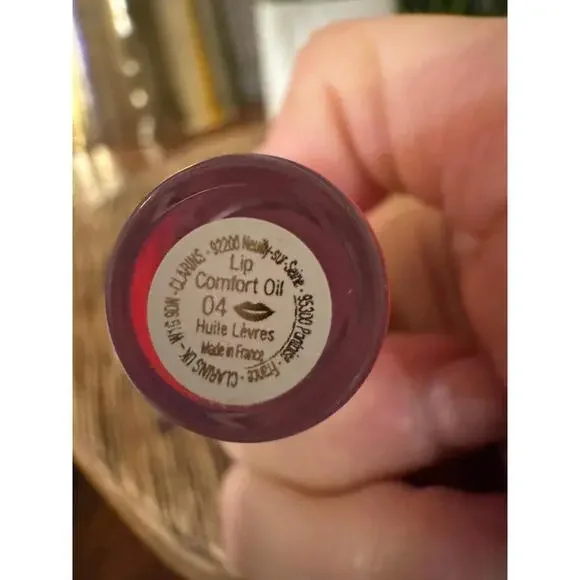 CLARINS - 92200 Neuilly-sur-Seine - 95300 Pontoise - France - CLARINS UK - W1S
Lip
Comfort Oil
04
Huile Lèvres
Made in France